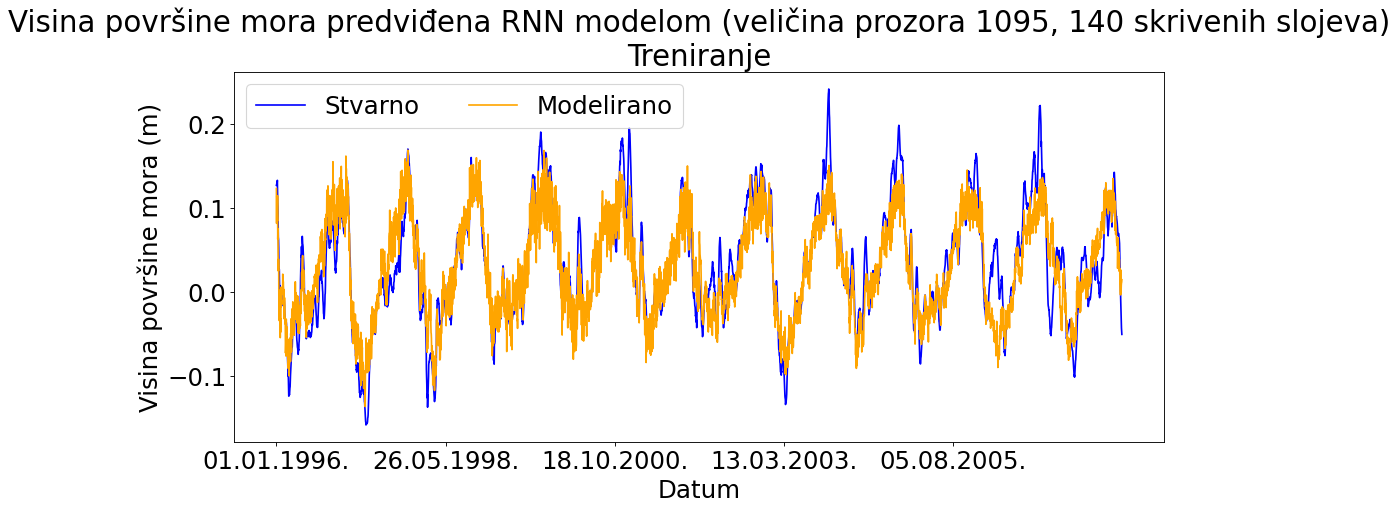 Visina površine mora predviđena RNN modelom (veličina prozora 1095, 140 skrivenih slojeva)
Treniranje
Stvarno
Modelirano
Visina površine mora (m)
0.2
0.1
0.0
−0.1
01.01.1996.
26.05.1998.
18.10.2000.
13.03.2003.
05.08.2005.
Datum